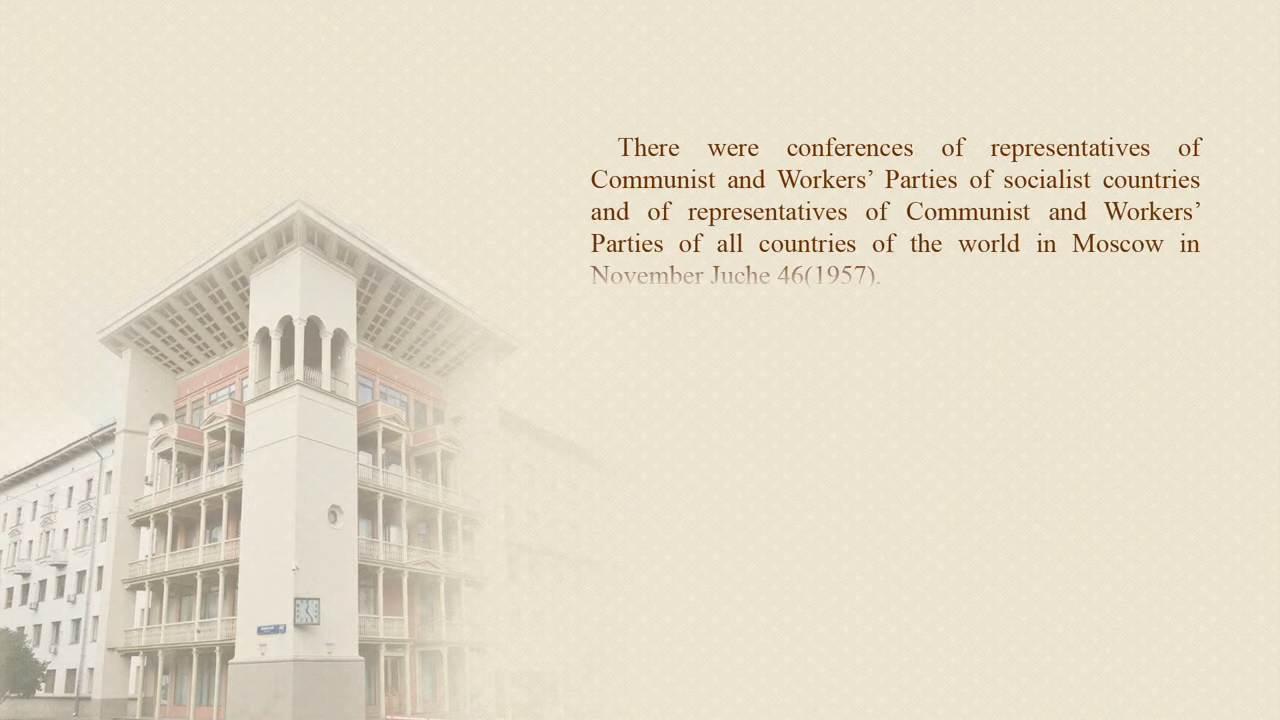 There were conferences of representatives of
Communist and Workers’ Parties of socialist countries
and of representatives of Communist and Workers’
Parties of all countries of the world in Moscow in
November Juche 46(1957).